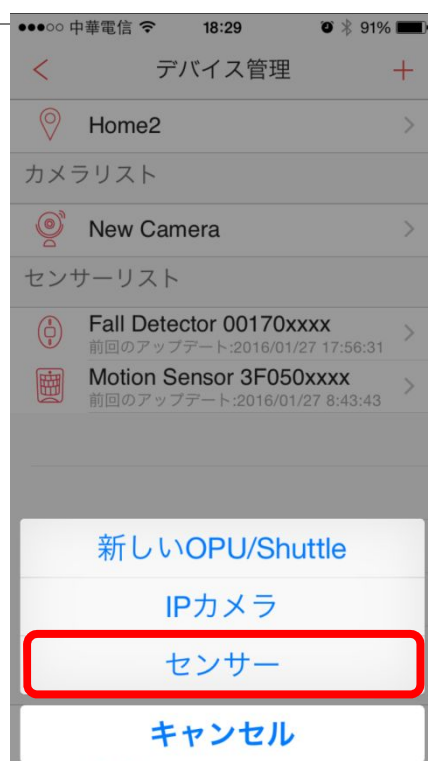 中華電信 18:29 91%
デバイス管理
Home2
カメラリスト
New Camera
センサーリスト
Fall Detector 00170xxxx
前回のアップデート:2016/01/27 17:56:31
Motion Sensor 3F050xxxx
前回のアップデート:2016/01/27 8:43:43
新しいOPU/Shuttle
IPカメラ
センサー
キャンセル